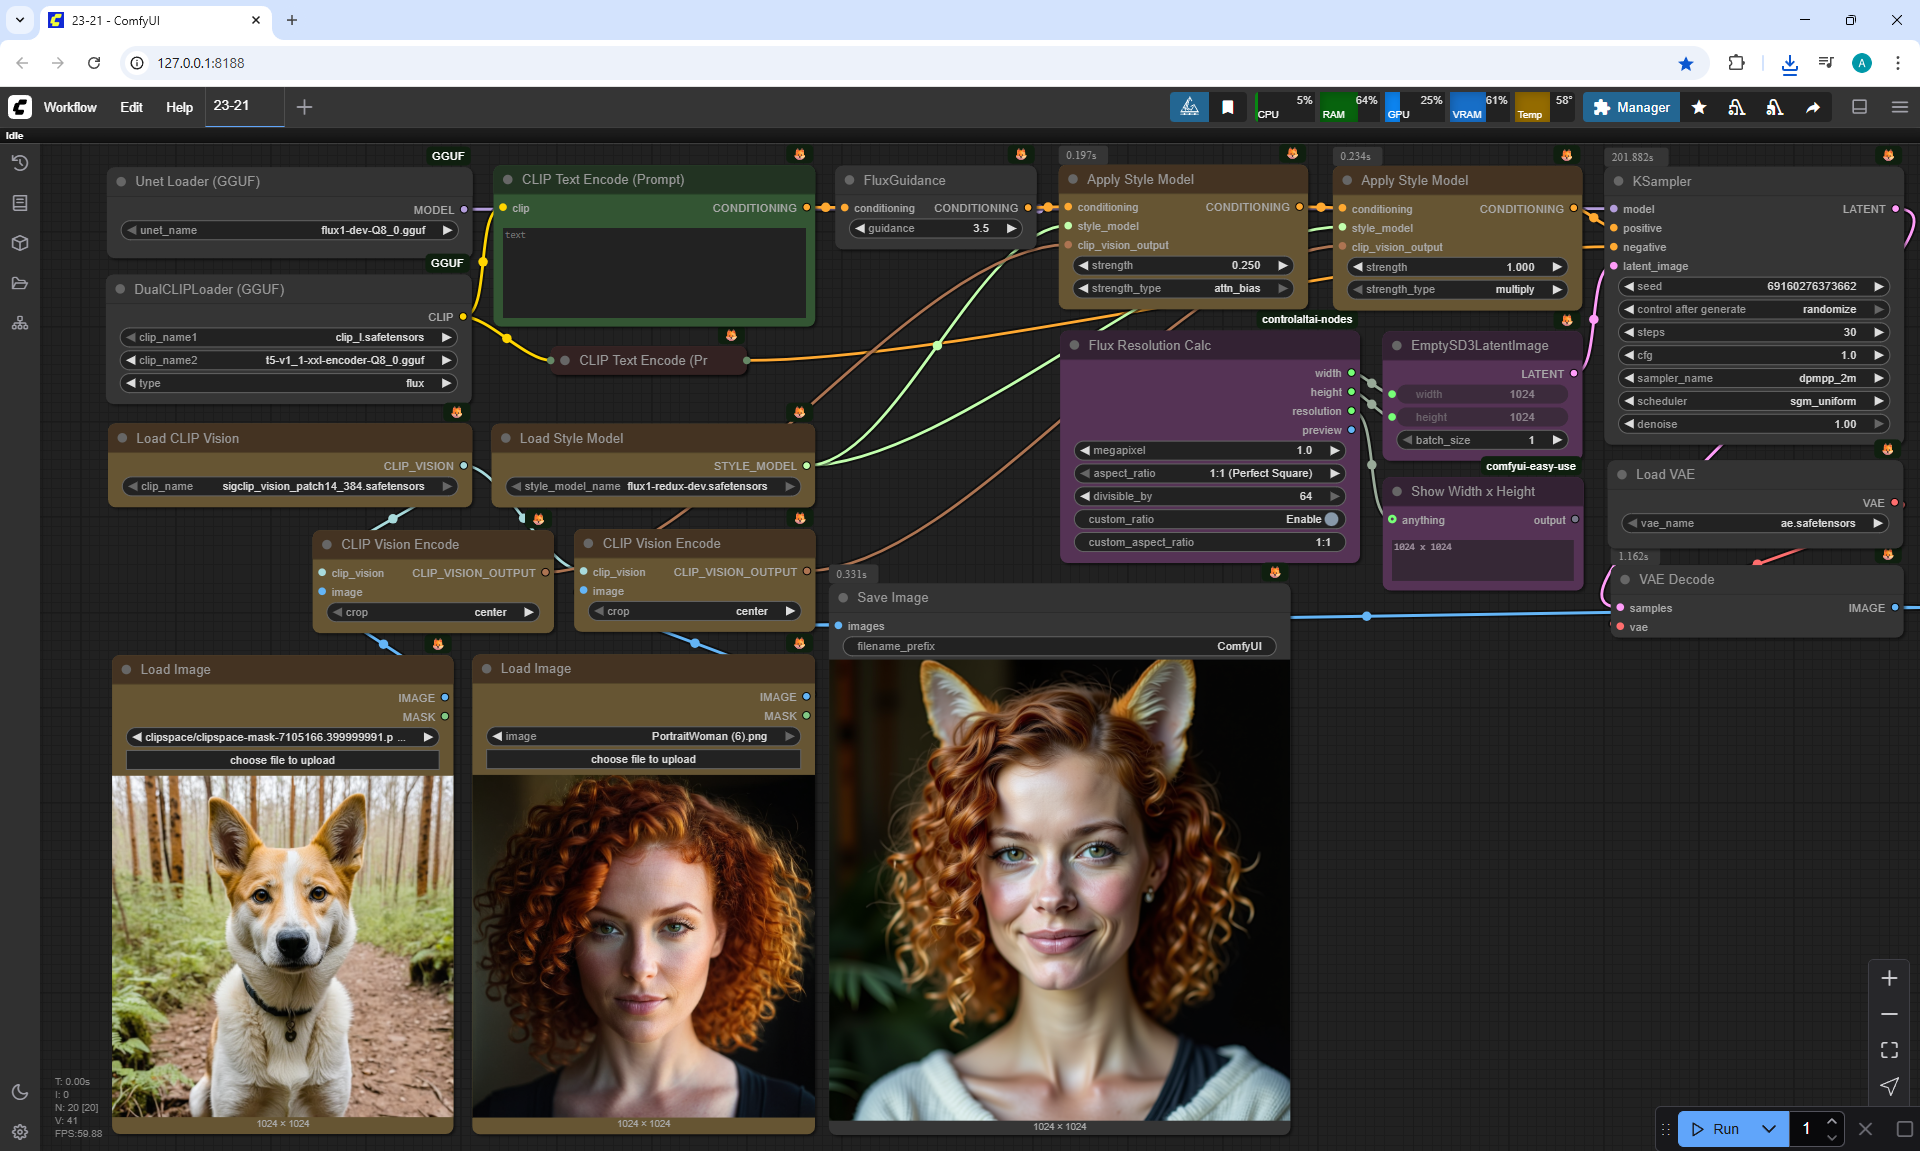 23-21 - ComfyUI
127.0.0.1:8188
A
Workflow
Edit
Help
23-21
CPU
5%
RAM
64%
GPU
25%
VRAM
61%
Temp
58°
Manager
Idle
GGUF
Unet Loader (GGUF)
MODEL
unet_name
flux1-dev-Q8_0.gguf
GGUF
DualCLIPLoader (GGUF)
CLIP
clip_name1
clip_l.safetensors
clip_name2
t5-v1_1-xxl-encoder-Q8_0.gguf
type
flux
CLIP Text Encode (Prompt)
clip
CONDITIONING
text
CLIP Text Encode (Pr
FluxGuidance
conditioning
CONDITIONING
guidance
3.5
0.197s
Apply Style Model
conditioning
CONDITIONING
style_model
clip_vision_output
strength
0.250
strength_type
attn_bias
0.234s
Apply Style Model
conditioning
CONDITIONING
style_model
clip_vision_output
strength
1.000
strength_type
multiply
201.882s
KSampler
model
LATENT
positive
negative
latent_image
seed
69160276373662
control after generate
randomize
steps
30
cfg
1.0
sampler_name
dpmpp_2m
scheduler
sgm_uniform
denoise
1.00
Load CLIP Vision
CLIP_VISION
clip_name
sigclip_vision_patch14_384.safetensors
Load Style Model
STYLE_MODEL
style_model_name
flux1-redux-dev.safetensors
controlaltai-nodes
Flux Resolution Calc
width
height
resolution
preview
megapixel
1.0
aspect_ratio
1:1 (Perfect Square)
divisible_by
64
custom_ratio
Enable
custom_aspect_ratio
1:1
EmptySD3LatentImage
LATENT
width
1024
height
1024
batch_size
1
comfyui-easy-use
Show Width x Height
anything
output
1024 x 1024
Load VAE
VAE
vae_name
ae.safetensors
1.162s
VAE Decode
samples
IMAGE
vae
CLIP Vision Encode
clip_vision
CLIP_VISION_OUTPUT
image
crop
center
CLIP Vision Encode
clip_vision
CLIP_VISION_OUTPUT
image
crop
center
0.331s
Save Image
images
filename_prefix
ComfyUI
1024 × 1024
Load Image
IMAGE
MASK
clipspace/clipspace-mask-7105166.399999991.p ...
choose file to upload
1024 × 1024
Load Image
IMAGE
MASK
image
PortraitWoman (6).png
choose file to upload
1024 × 1024
T: 0.00s
I: 0
N: 20 [20]
V: 41
FPS:59.88
Run
1